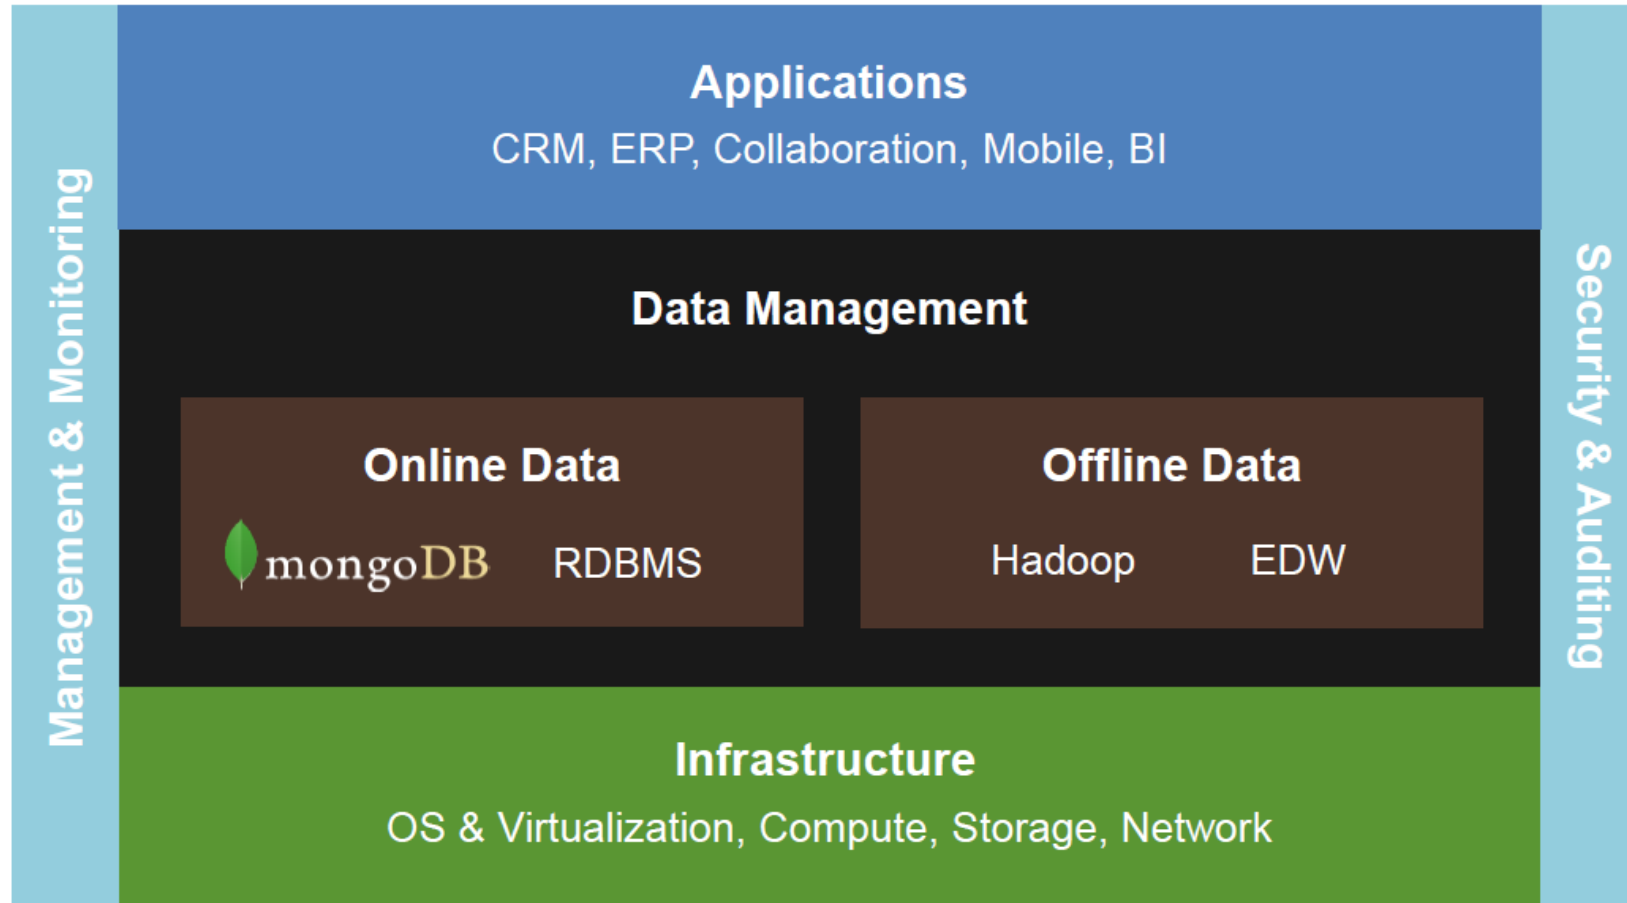 Applications
CRM, ERP, Collaboration, Mobile, BI
Management & Monitoring
Data Management
Online Data
mongoDB RDBMS
Offline Data
Hadoop EDW
Security & Auditing
Infrastructure
OS & Virtualization, Compute, Storage, Network